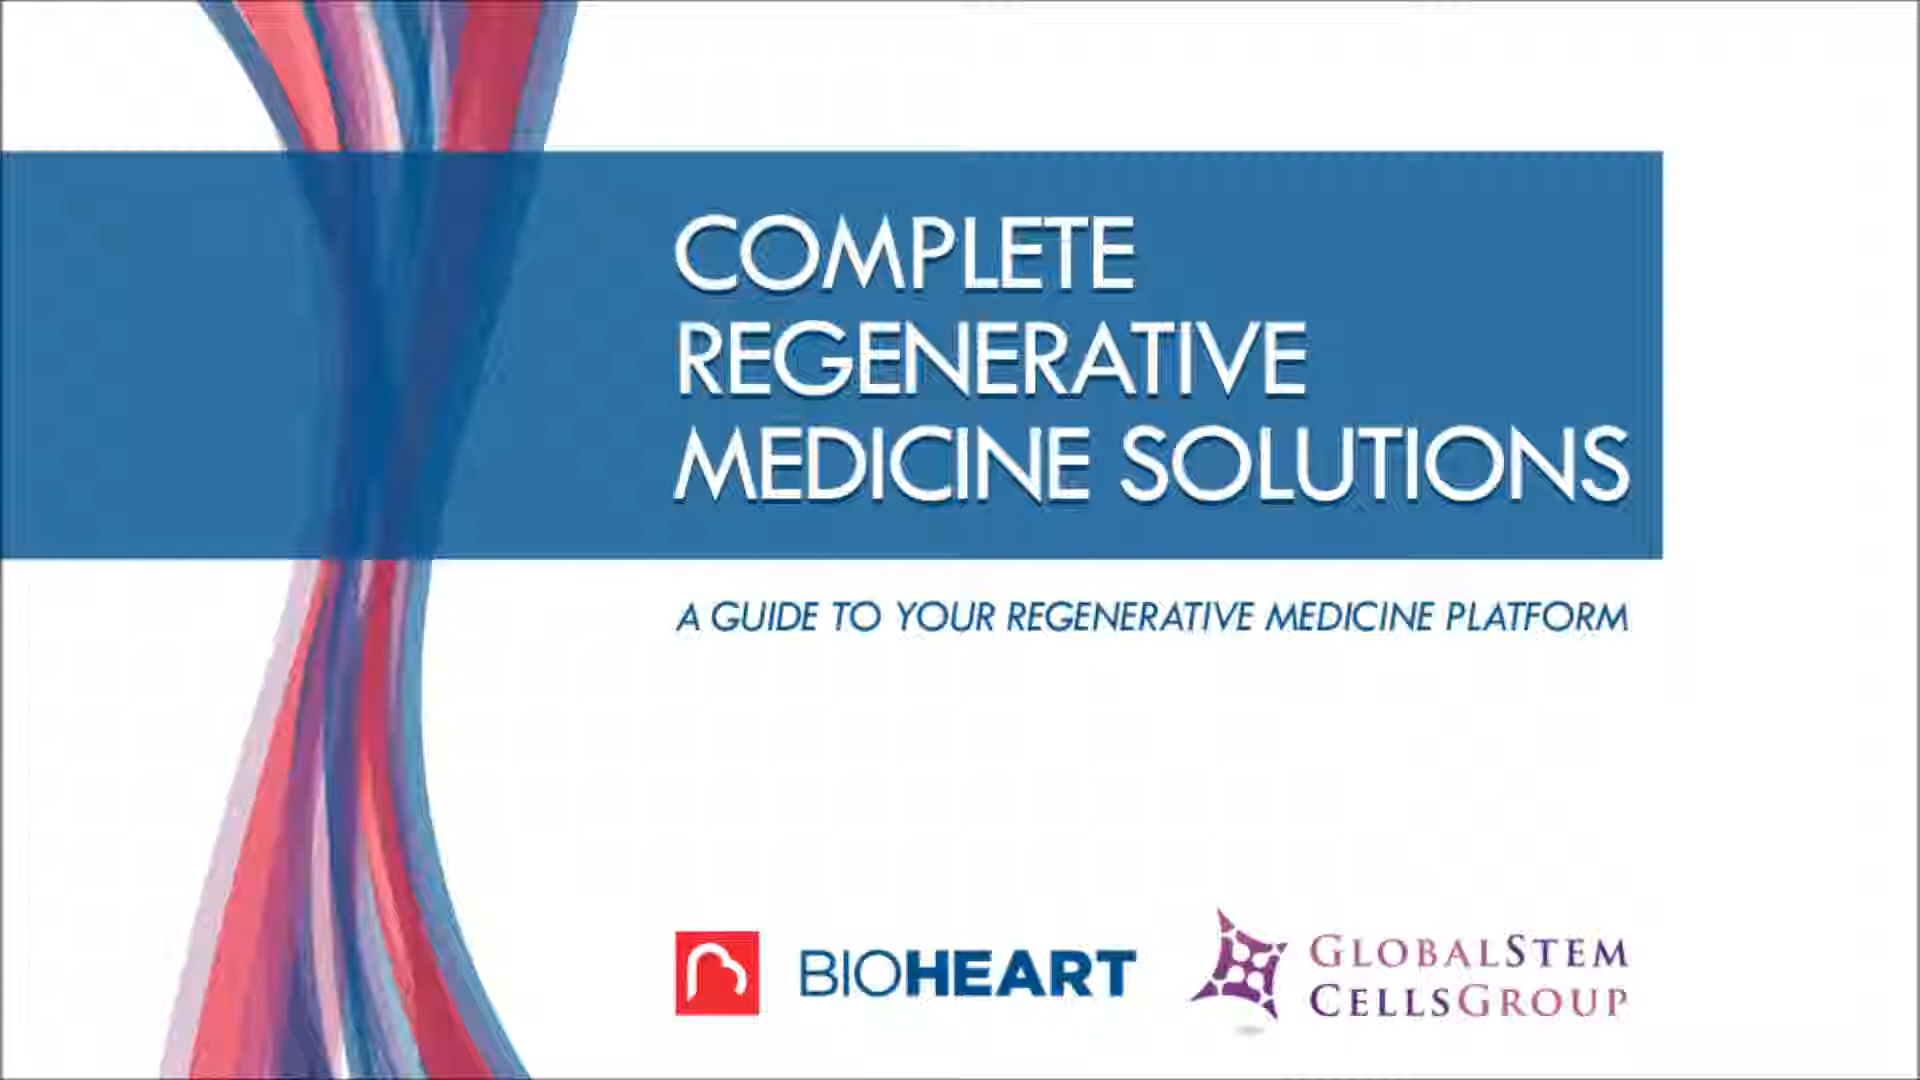 COMPLETE
REGENERATIVE
MEDICINE SOLUTIONS
A GUIDE TO YOUR REGENERATIVE MEDICINE PLATFORM
BIOHEART
GLOBALSTEM
CELLSGROUP